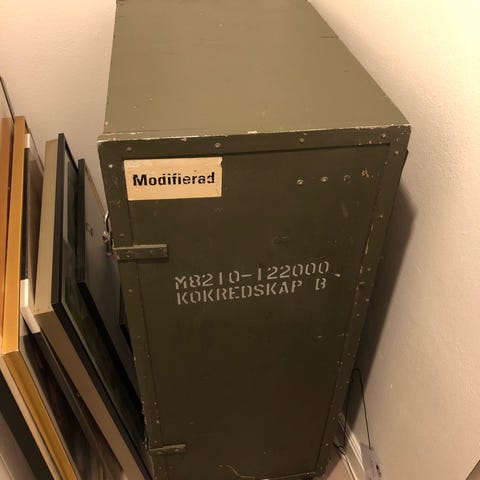 Modifierad
M8210-122000
KOKREDSKAP B